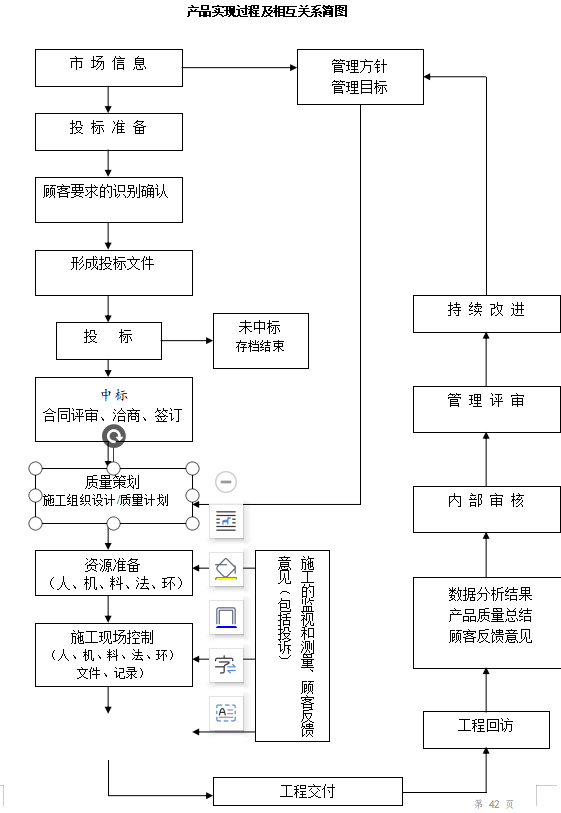 产品实现过程及相互关系简图
市 场 信 息
管理方针
管理目标
投 标 准 备
顾客要求的识别确认
形成投标文件
投 标
未中标
存档结束
中标
合同评审、洽商、签订
质量策划
施工组织设计/质量计划
资源准备
（人、机、料、法、环）
施工现场控制
（人、机、料、法、环）
文件、记录）
施工的监视和测量、顾客反馈
意见（包括投诉）
持 续 改 进
管 理 评 审
内 部 审 核
数据分析结果
产品质量总结
顾客反馈意见
工程回访
工程交付
字
A
第 42 页